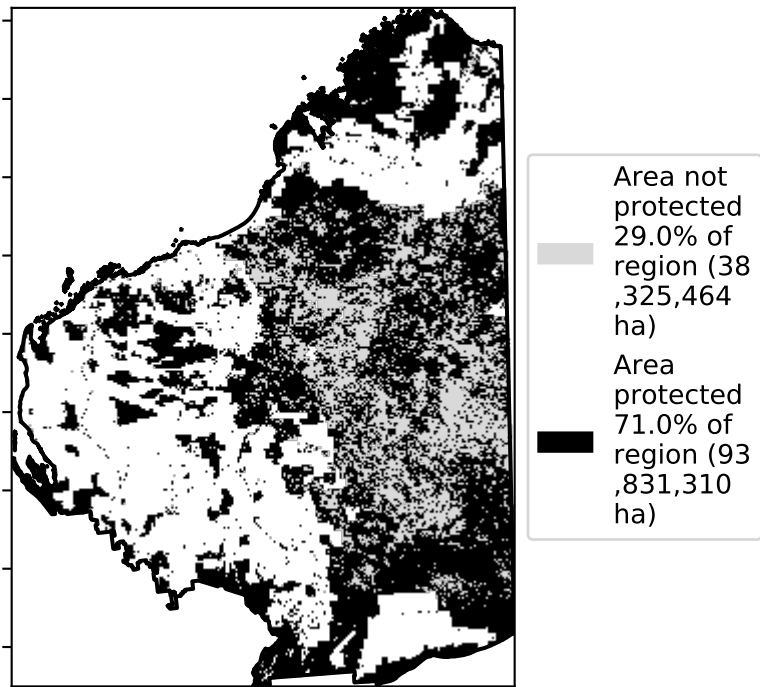 Area not
protected
29.0% of
region (38
,325,464
ha)
Area
protected
71.0% of
region (93
,831,310
ha)